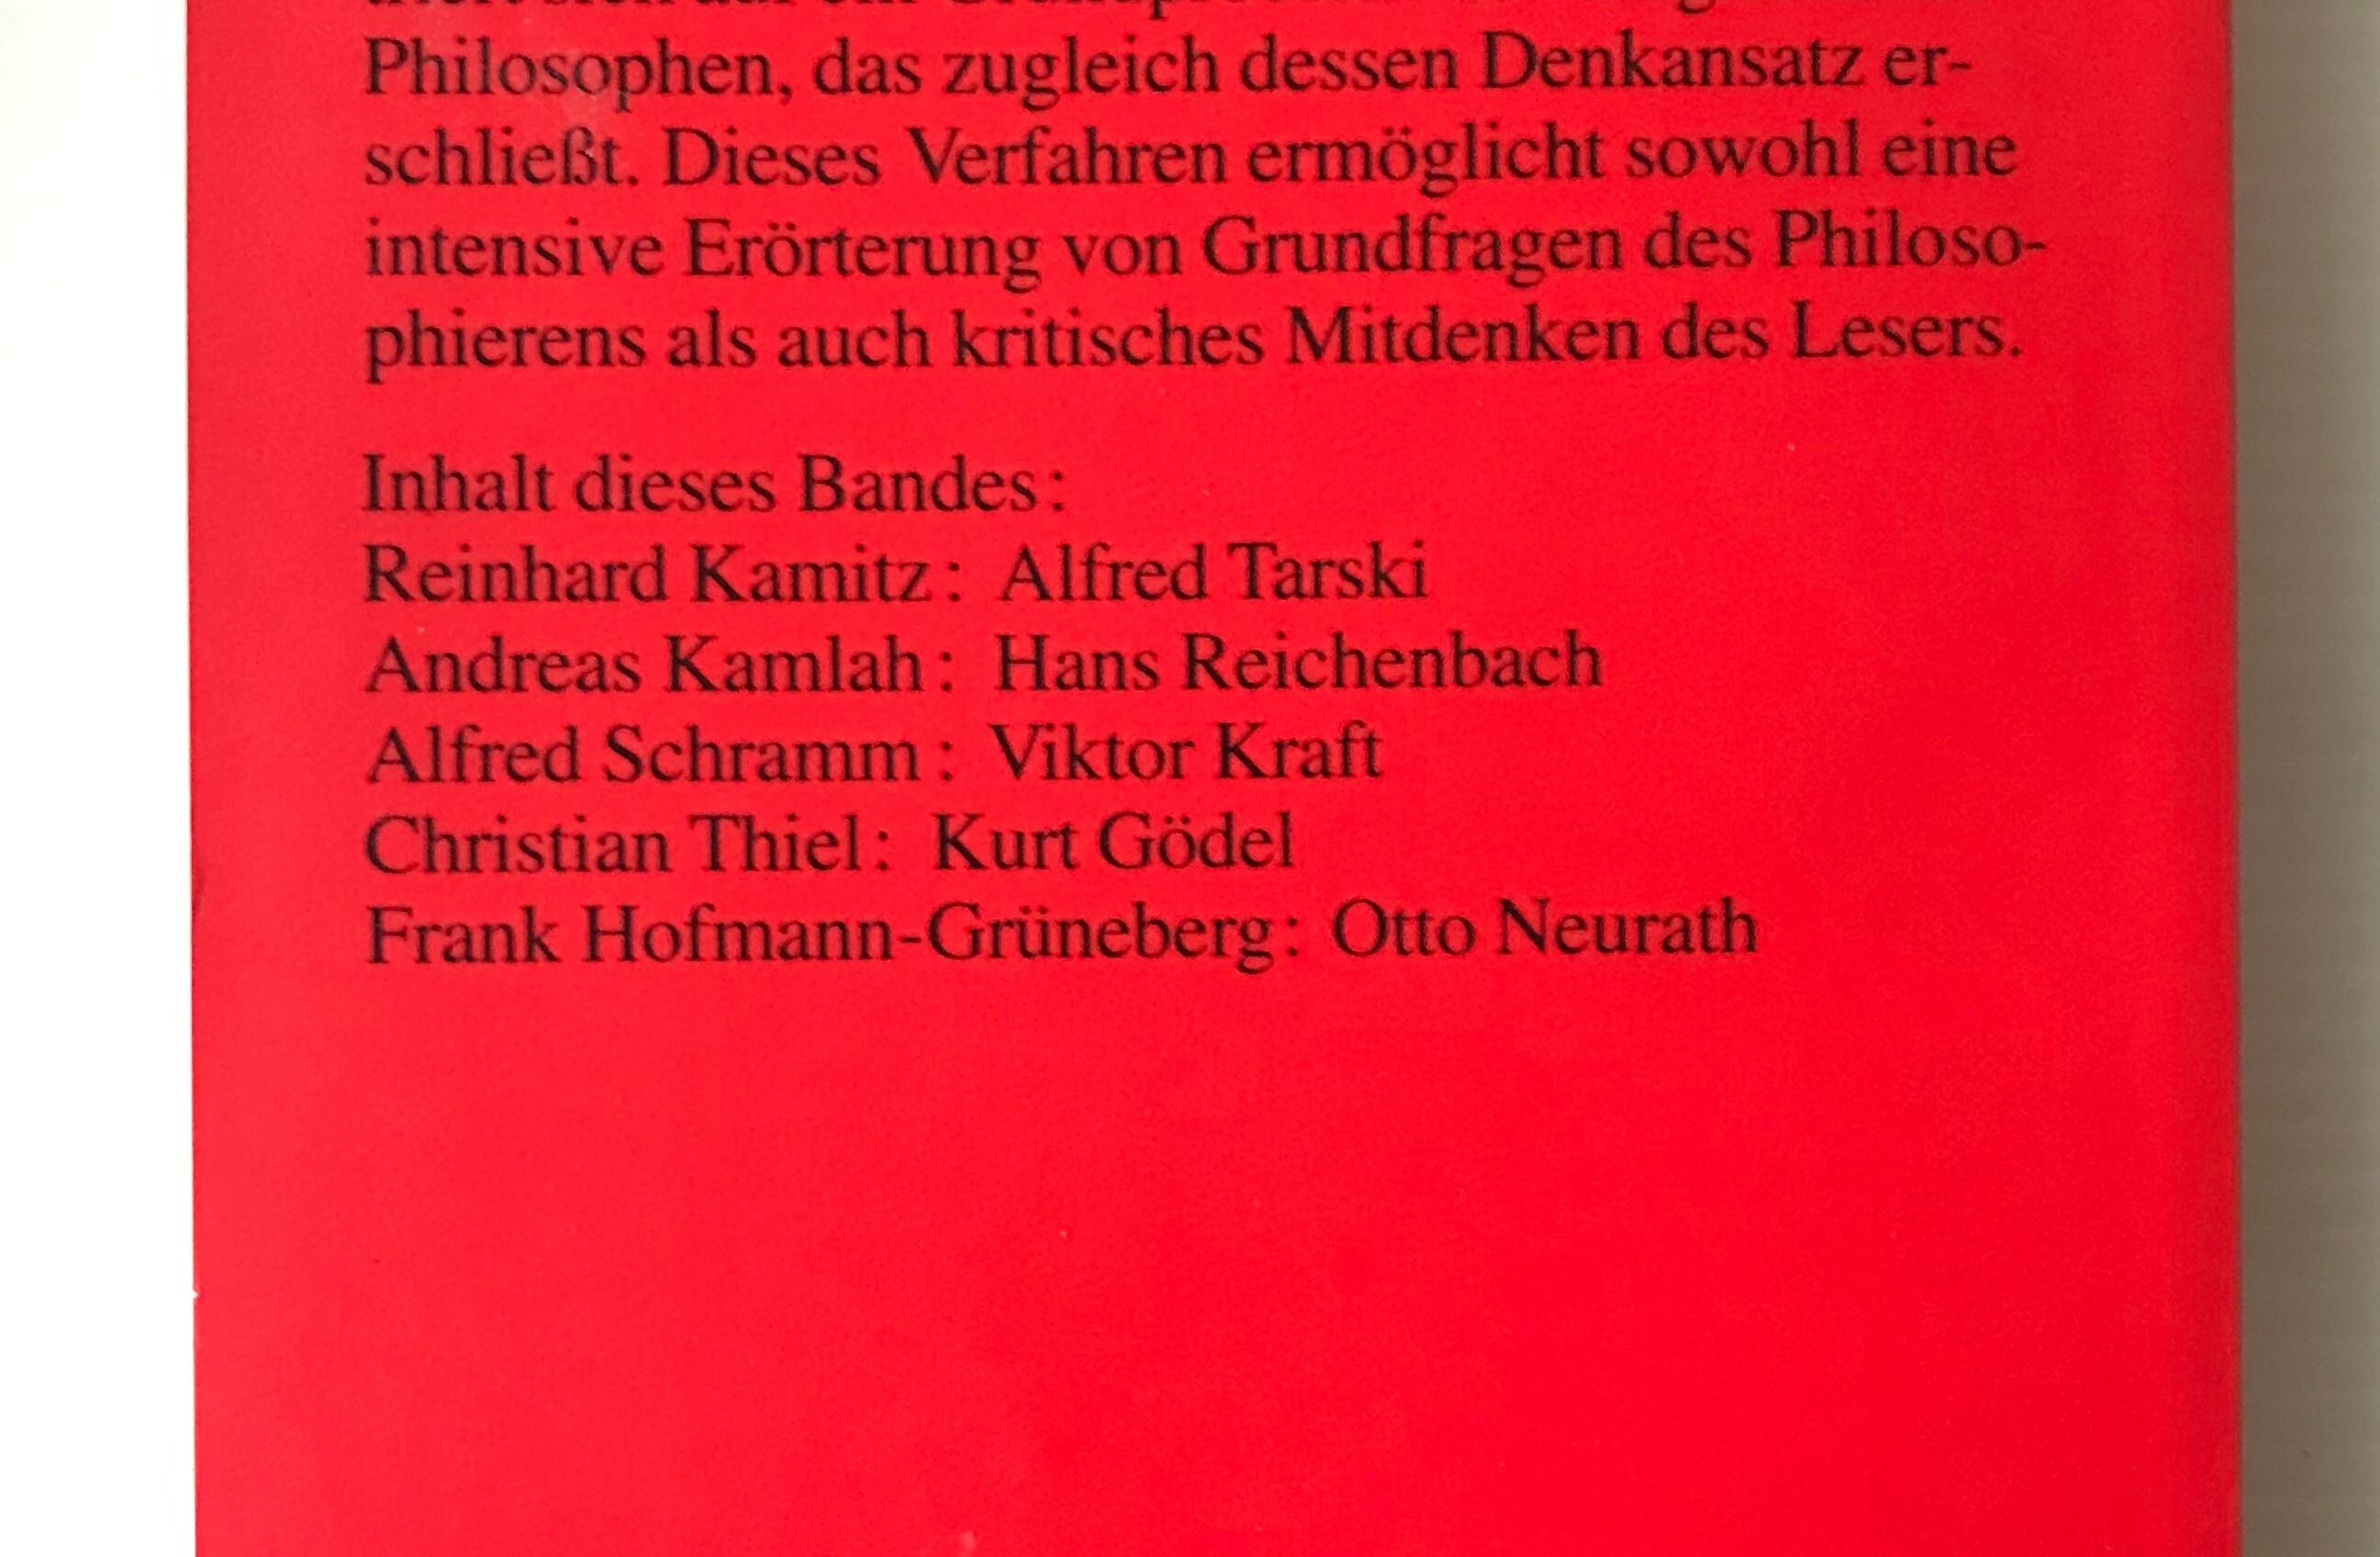 Philosophen, das zugleich dessen Denkansatz er-
schließt. Dieses Verfahren ermöglicht sowohl eine
intensive Erörterung von Grundfragen des Philoso-
phierens als auch kritisches Mitdenken des Lesers.
Inhalt dieses Bandes:
Reinhard Kamitz: Alfred Tarski
Andreas Kamlah: Hans Reichenbach
Alfred Schramm: Viktor Kraft
Christian Thiel: Kurt Gödel
Frank Hofmann-Grüneberg: Otto Neurath